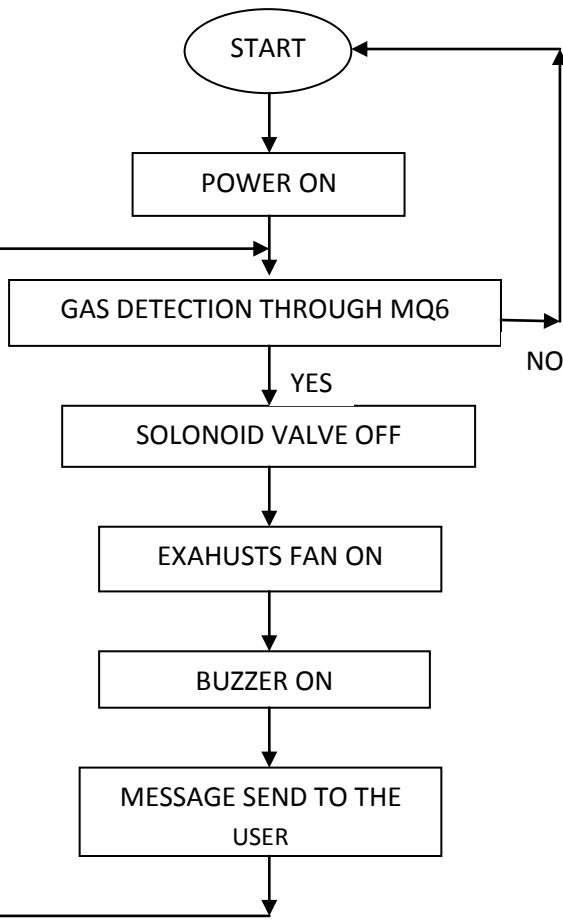 START
POWER ON
GAS DETECTION THROUGH MQ6
NO
YES
SOLONOID VALVE OFF
EXAHUSTS FAN ON
BUZZER ON
MESSAGE SEND TO THE
USER